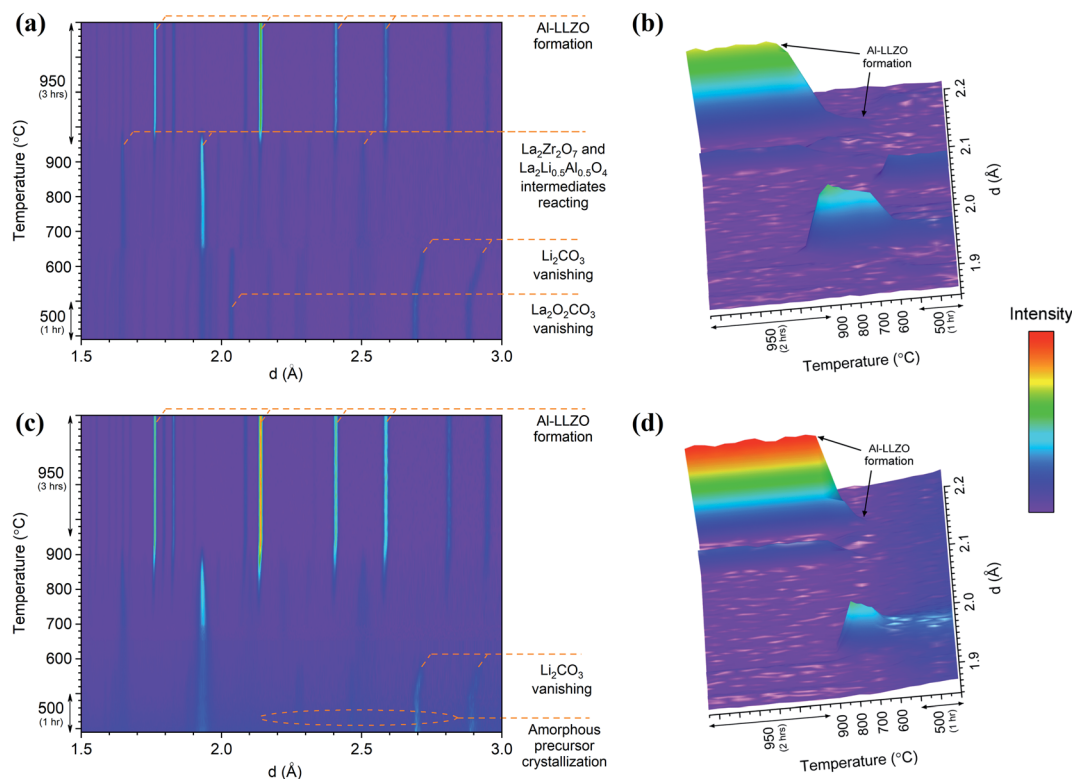 (a)
Temperature (°C)
950
(3 hrs)
900
800
700
600
500
(1 hr)
1.5
2.0
2.5
3.0
d (Å)
Al-LLZO
formation
La2Zr2O7 and
La2Li0.5Al0.5O4
intermediates
reacting
Li2CO3
vanishing
La2O2CO3
vanishing
(b)
Al-LLZO
formation
2.2
2.1
2.0
1.9
d (Å)
950
(2 hrs)
900
800
700
600
500
(1 hr)
Temperature (°C)
Intensity
(c)
Temperature (°C)
950
(3 hrs)
900
800
700
600
500
(1 hr)
1.5
2.0
2.5
3.0
d (Å)
Al-LLZO
formation
Li2CO3
vanishing
Amorphous
precursor
crystallization
(d)
Al-LLZO
formation
2.2
2.1
2.0
1.9
d (Å)
950
(2 hrs)
900
800
700
600
500
(1 hr)
Temperature (°C)